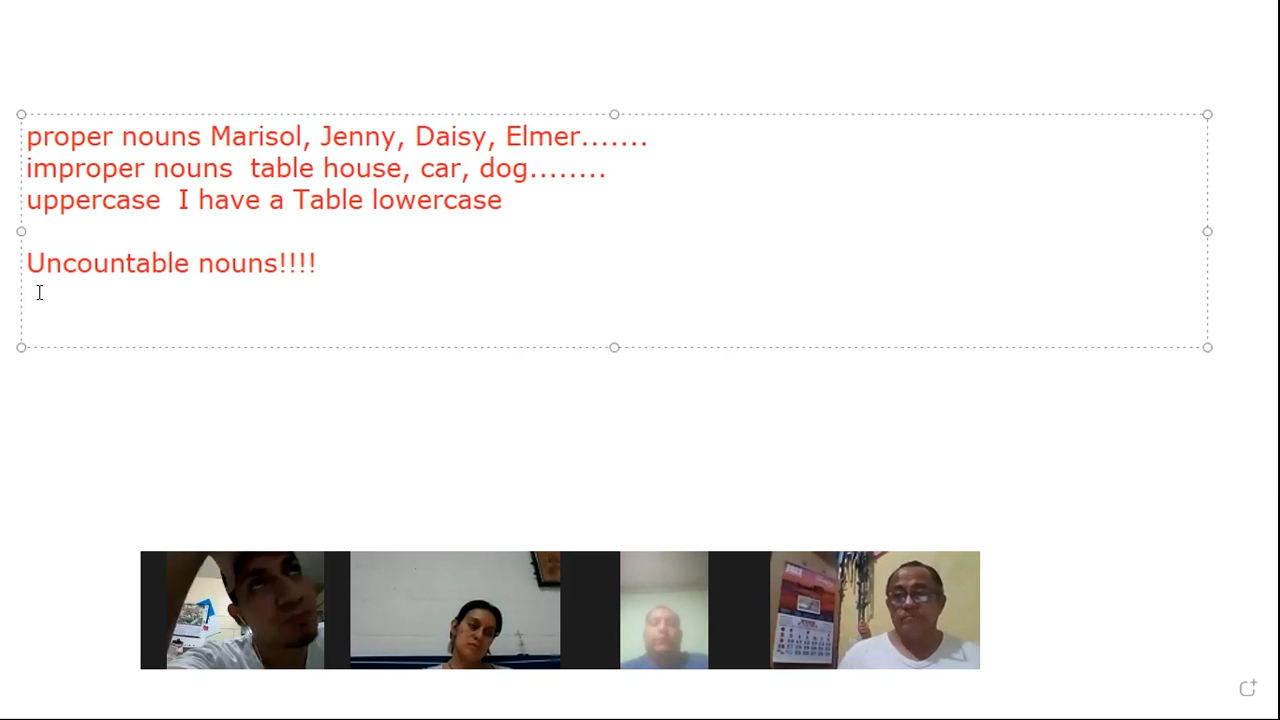 proper nouns Marisol, Jenny, Daisy, Elmer.......
improper nouns  table house, car, dog........
uppercase  I have a Table lowercase
Uncountable nouns!!!!